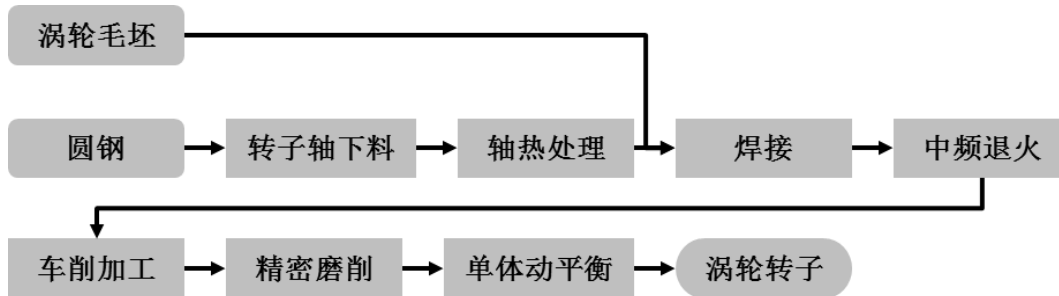 涡轮毛坯
圆钢
转子轴下料
轴热处理
焊接
中频退火
车削加工
精密磨削
单体动平衡
涡轮转子